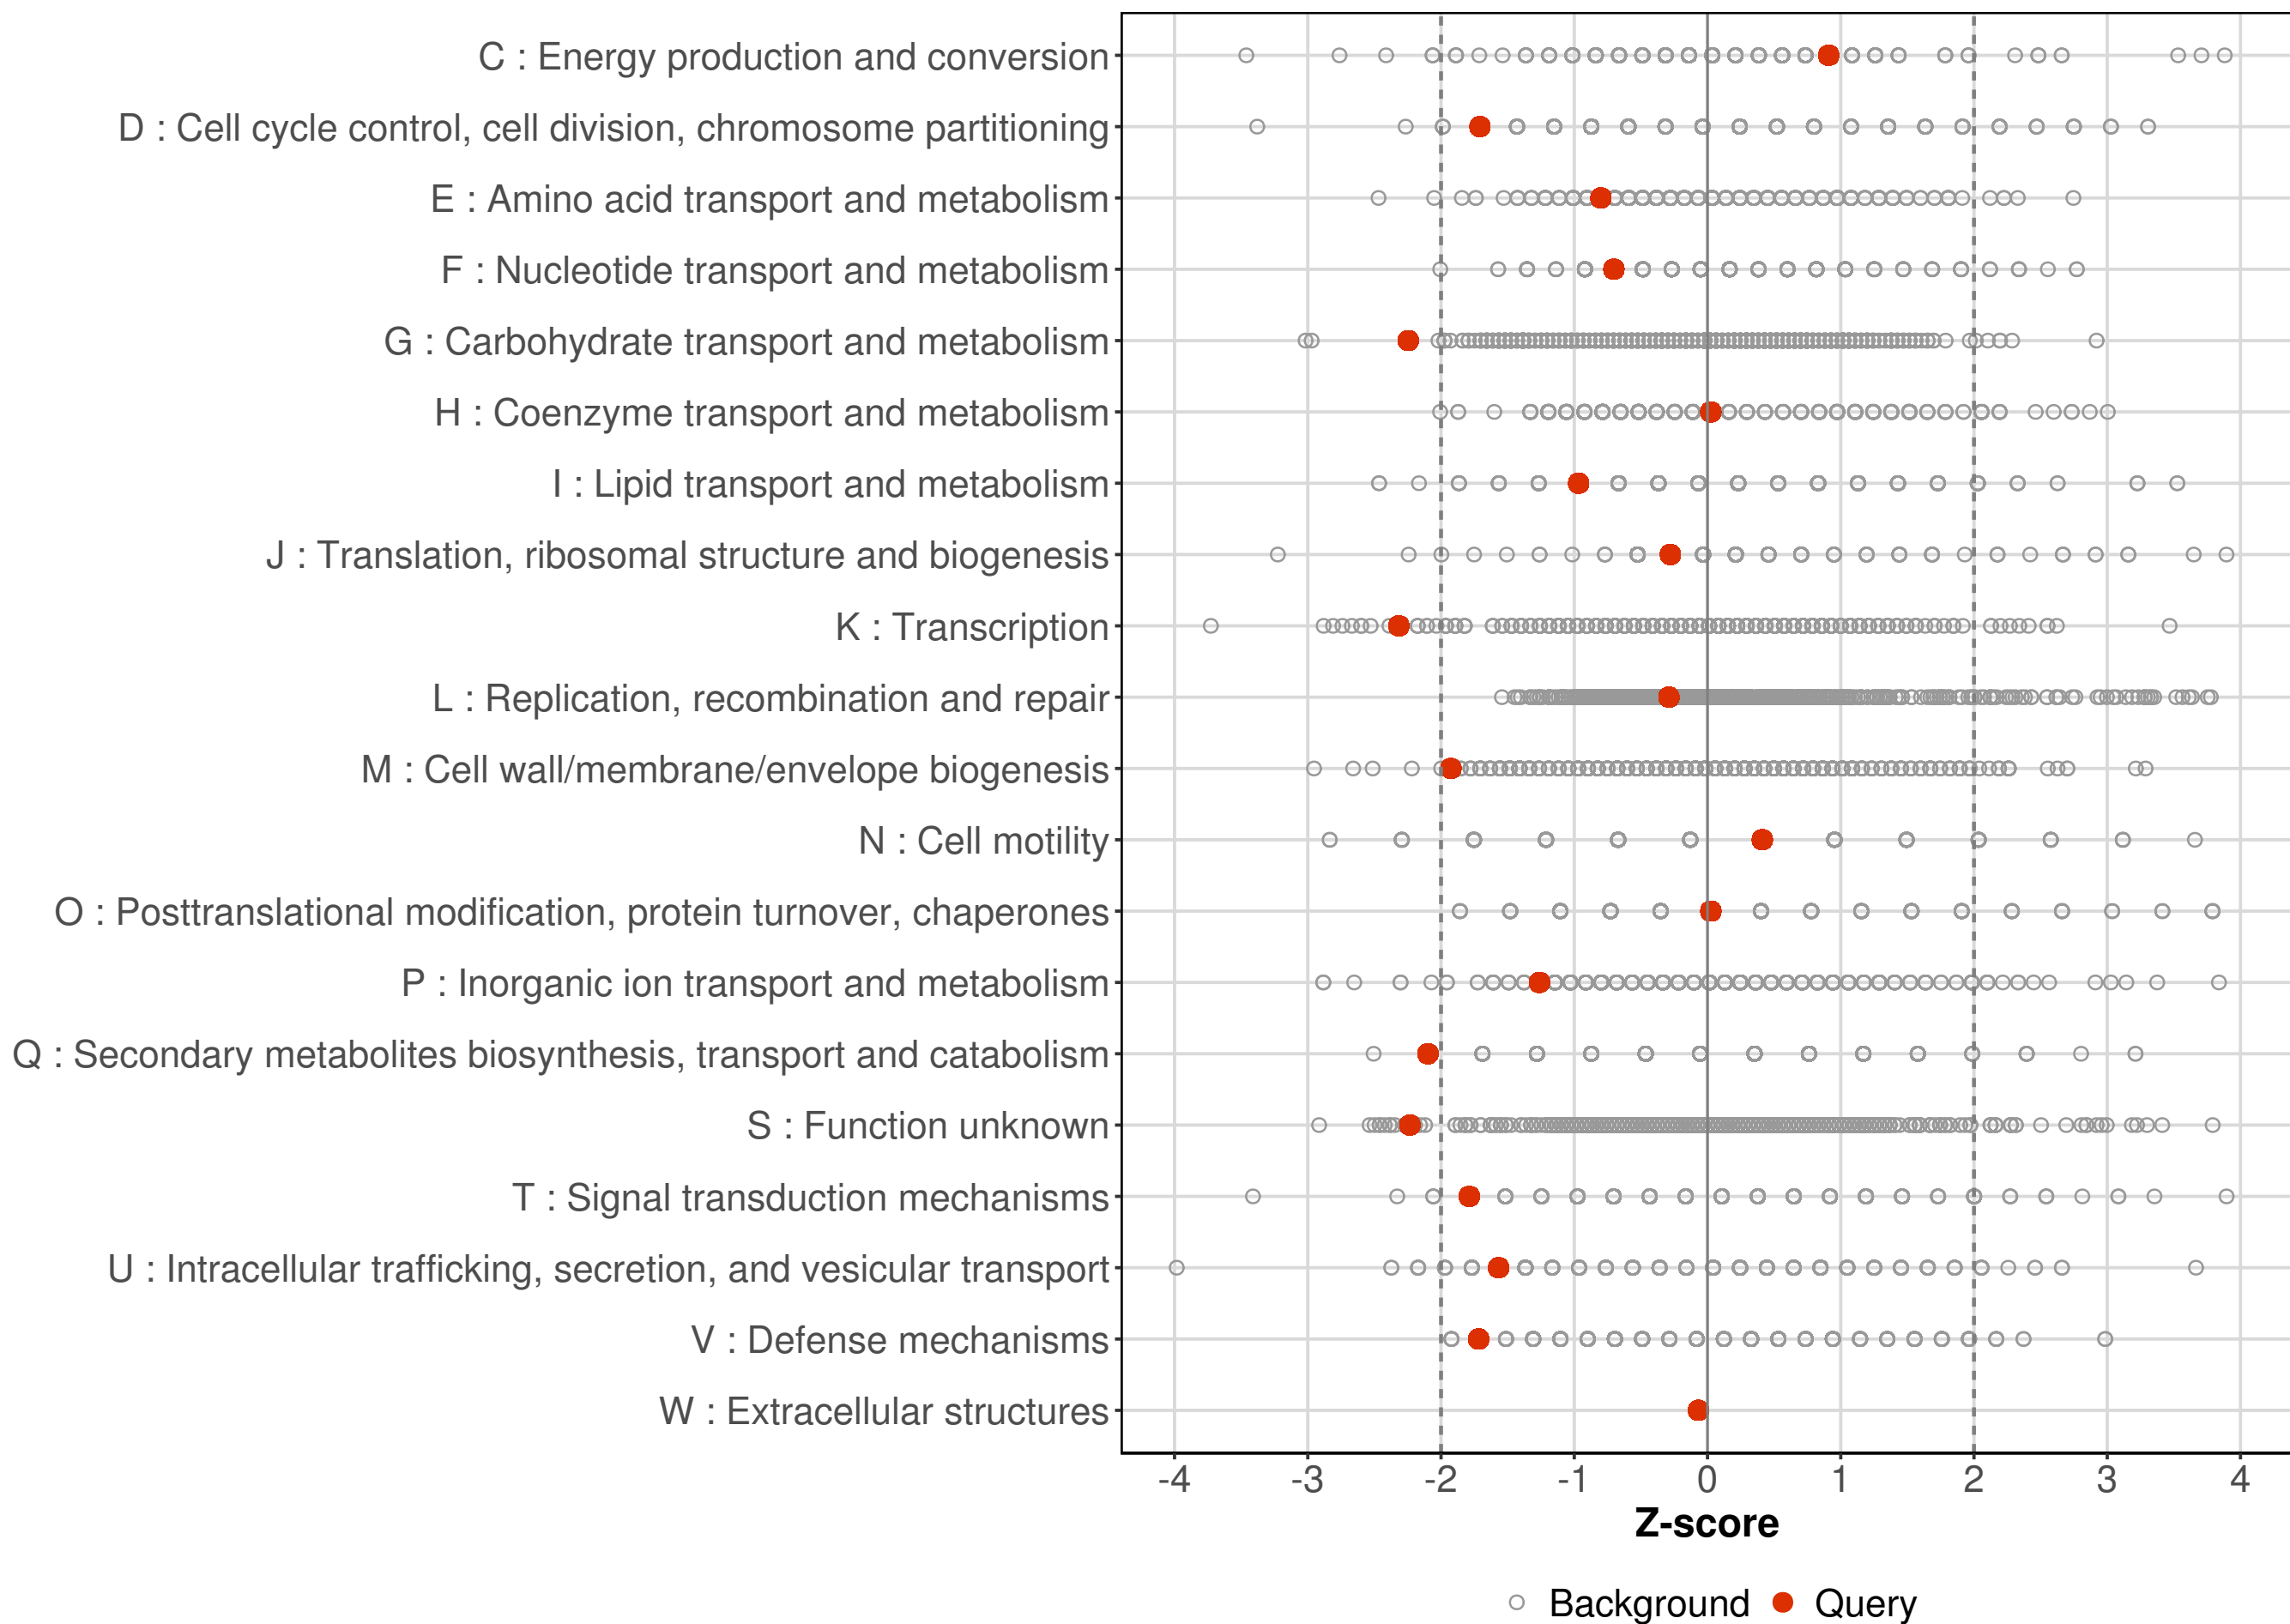 C : Energy production and conversion
D : Cell cycle control, cell division, chromosome partitioning
E : Amino acid transport and metabolism
F : Nucleotide transport and metabolism
G : Carbohydrate transport and metabolism
H : Coenzyme transport and metabolism
I : Lipid transport and metabolism
J : Translation, ribosomal structure and biogenesis
K : Transcription
L : Replication, recombination and repair
M : Cell wall/membrane/envelope biogenesis
N : Cell motility
O : Posttranslational modification, protein turnover, chaperones
P : Inorganic ion transport and metabolism
Q : Secondary metabolites biosynthesis, transport and catabolism
S : Function unknown
T : Signal transduction mechanisms
U : Intracellular trafficking, secretion, and vesicular transport
V : Defense mechanisms
W : Extracellular structures
-4 -3 -2 -1 0 1 2 3 4
Z-score
Background Query